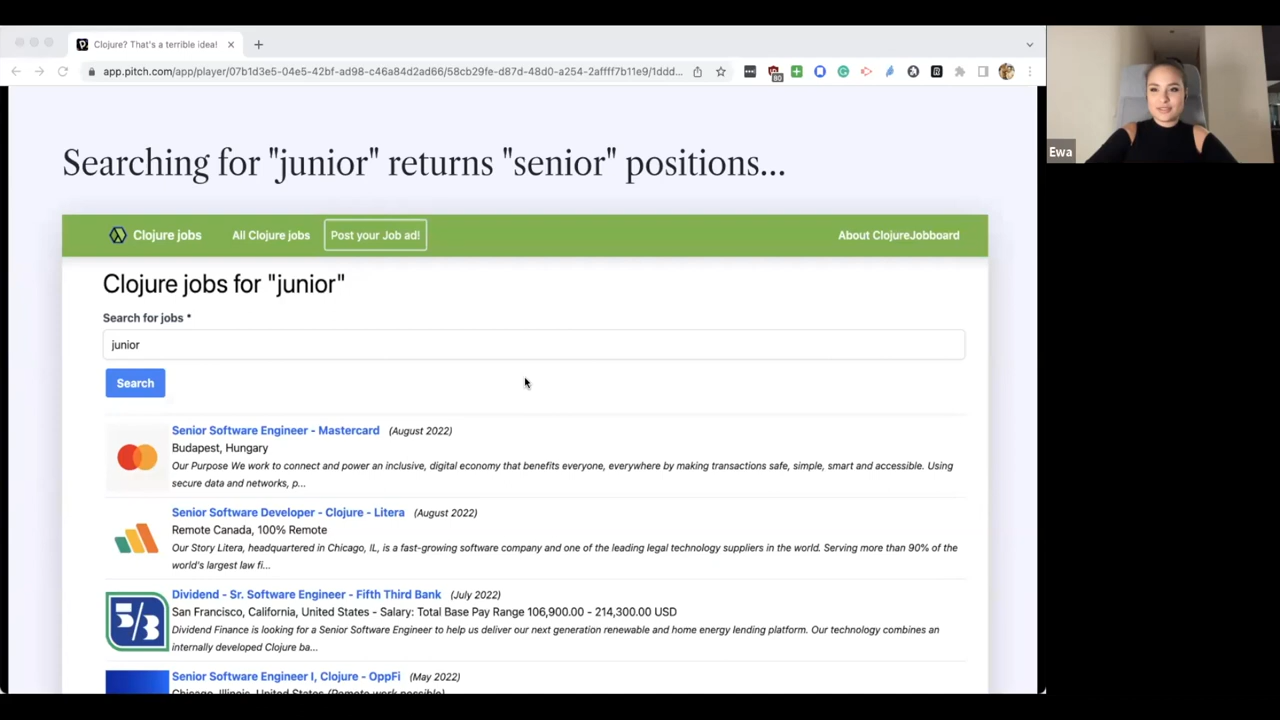 Clojure? That's a terrible idea!
app.pitch.com/app/player/07b1d3e5-04e5-42bf-ad98-c46a84d2ad66/58cb29fe-d87d-48d0-a254-2affff7b11e9/1ddd...
80
Ewa
Searching for "junior" returns "senior" positions...
Clojure jobs All Clojure jobs Post your Job ad! About ClojureJobboard
Clojure jobs for "junior"
Search for jobs *
junior
Search
Senior Software Engineer - Mastercard (August 2022)
Budapest, Hungary
Our Purpose We work to connect and power an inclusive, digital economy that benefits everyone, everywhere by making transactions safe, simple, smart and accessible. Using
secure data and networks, p...
Senior Software Developer - Clojure - Litera (August 2022)
Remote Canada, 100% Remote
Our Story Litera, headquartered in Chicago, IL, is a fast-growing software company and one of the leading legal technology suppliers in the world. Serving more than 90% of the
world's largest law fi...
5/3
Dividend - Sr. Software Engineer - Fifth Third Bank (July 2022)
San Francisco, California, United States - Salary: Total Base Pay Range 106,900.00 - 214,300.00 USD
Dividend Finance is looking for a Senior Software Engineer to help us deliver our next generation renewable and home energy lending platform. Our technology combines an
internally developed Clojure ba...
Senior Software Engineer I, Clojure - OppFi (May 2022)
Chicago, Illinois, United States (Remote work possible)